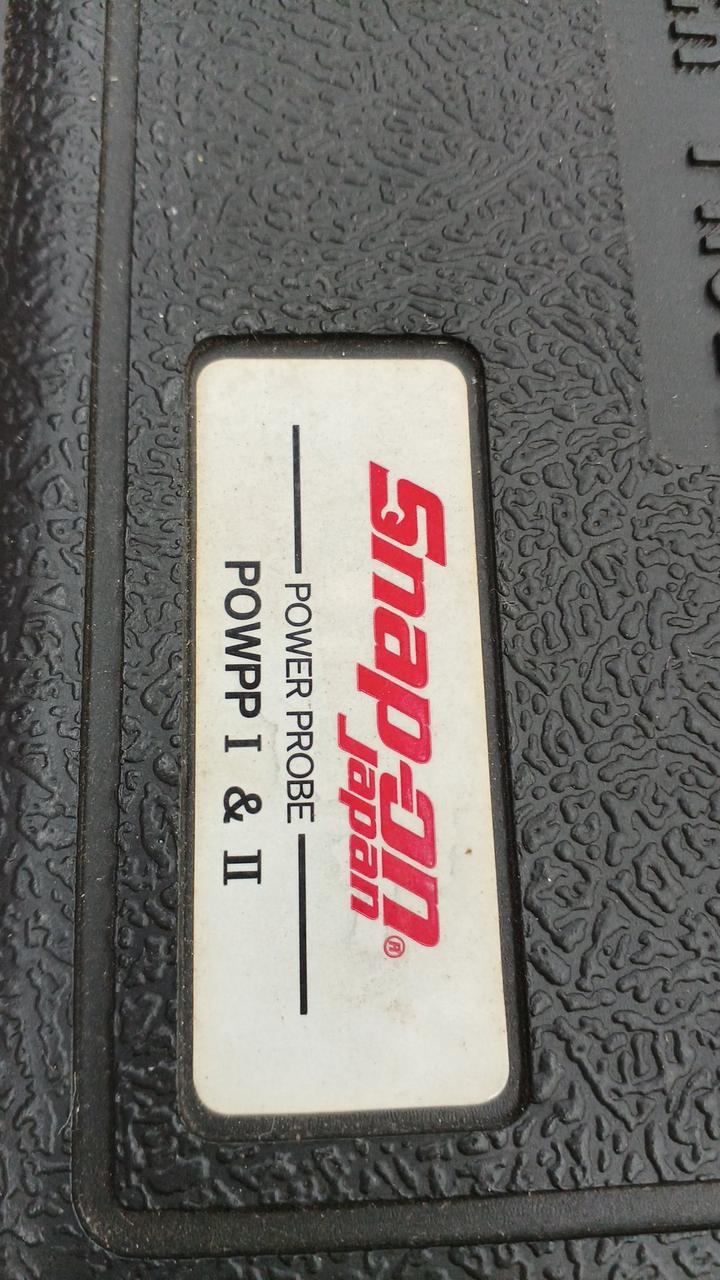 Snap-on®
Japan
POWER PROBE
POWPP I & II